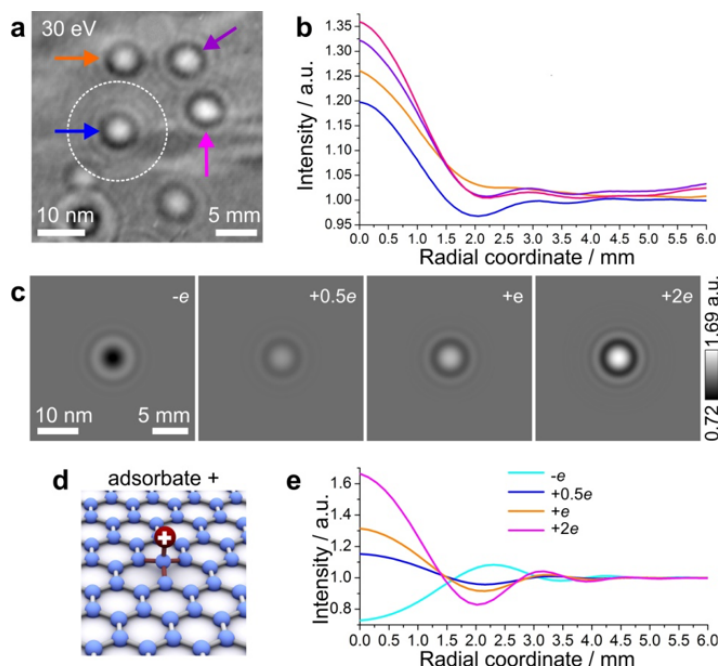 a
30 eV
10 nm 5 mm
b
Intensity / a.u.
1.35
1.30
1.25
1.20
1.15
1.10
1.05
1.00
0.95
0.0 0.5 1.0 1.5 2.0 2.5 3.0 3.5 4.0 4.5 5.0 5.5 6.0
Radial coordinate / mm
c
-e +0.5e +e +2e
10 nm 5 mm
1.69 a.u.
0.72
d
adsorbate +
+
e
Intensity / a.u.
1.6
1.4
1.2
1.0
0.8
-e
+0.5e
+e
+2e
0.0 0.5 1.0 1.5 2.0 2.5 3.0 3.5 4.0 4.5 5.0 5.5 6.0
Radial coordinate / mm